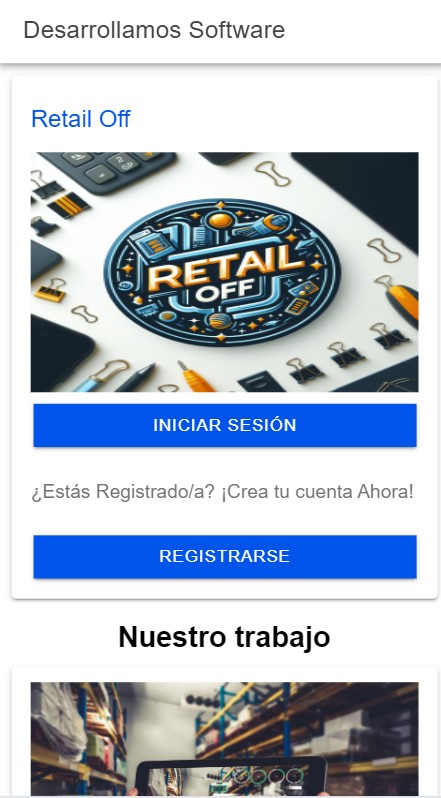 Desarrollamos Software
Retail Off
RETAIL
OFF
INICIAR SESIÓN
¿Estás Registrado/a? ¡Crea tu cuenta Ahora!
REGISTRARSE
Nuestro trabajo